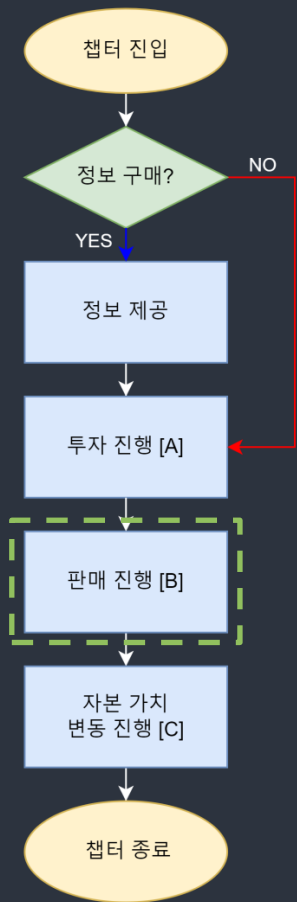 챕터 진입
정보 구매?
NO
YES
정보 제공
투자 진행 [A]
판매 진행 [B]
자본 가치
변동 진행 [C]
챕터 종료